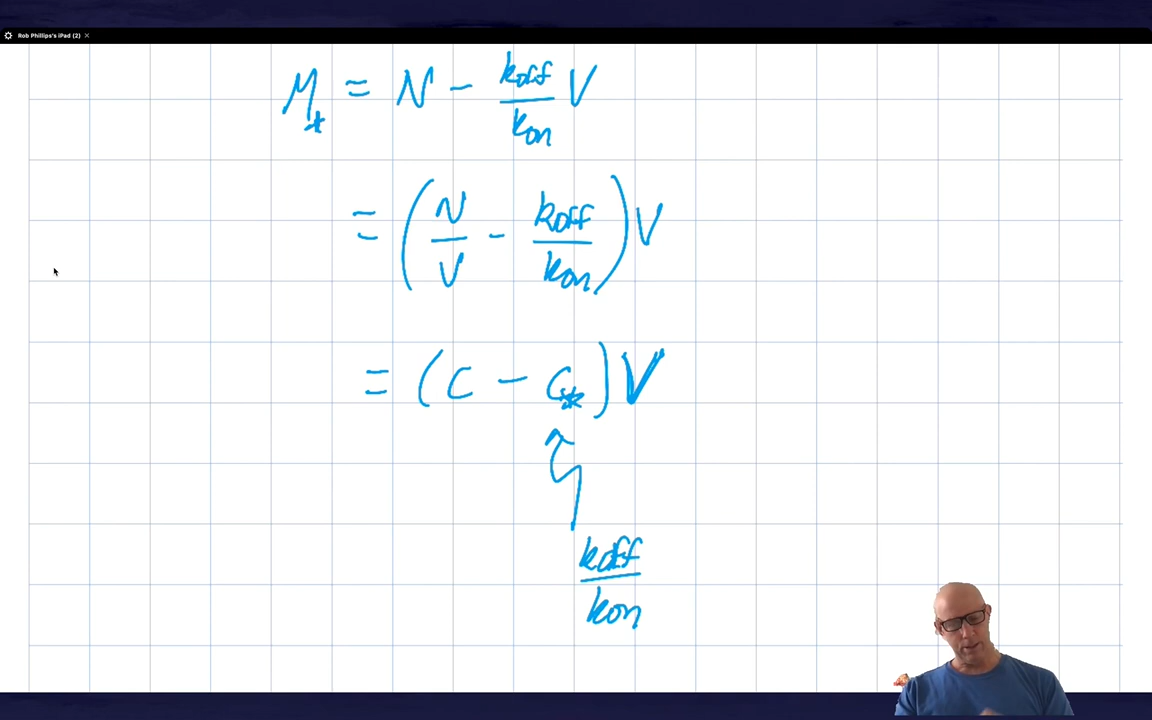 Rob Phillips's iPad (2) ×
M* = N - koff/kon V
= (N/V - koff/kon) V
= (c - c*) V
koff/kon